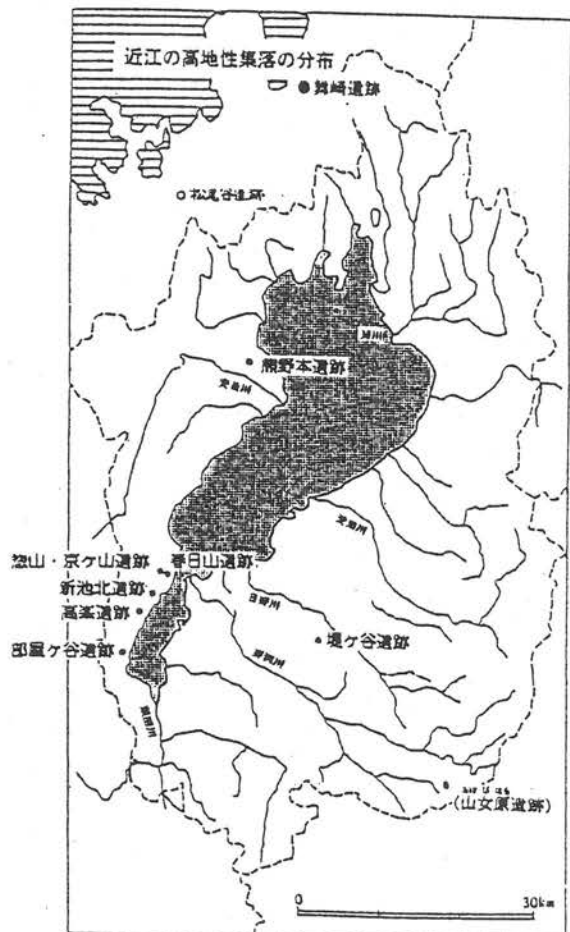 近江の高地性集落の分布
舞崎遺跡
松尾谷遺跡
姉川
熊野本遺跡
安曇川
惣山・京ケ山遺跡
春日山遺跡
新池北遺跡
高峯遺跡
部屋ケ谷遺跡
愛知川
日野川
野洲川
堤ケ谷遺跡
瀬田川
(山女原遺跡)
0
30km